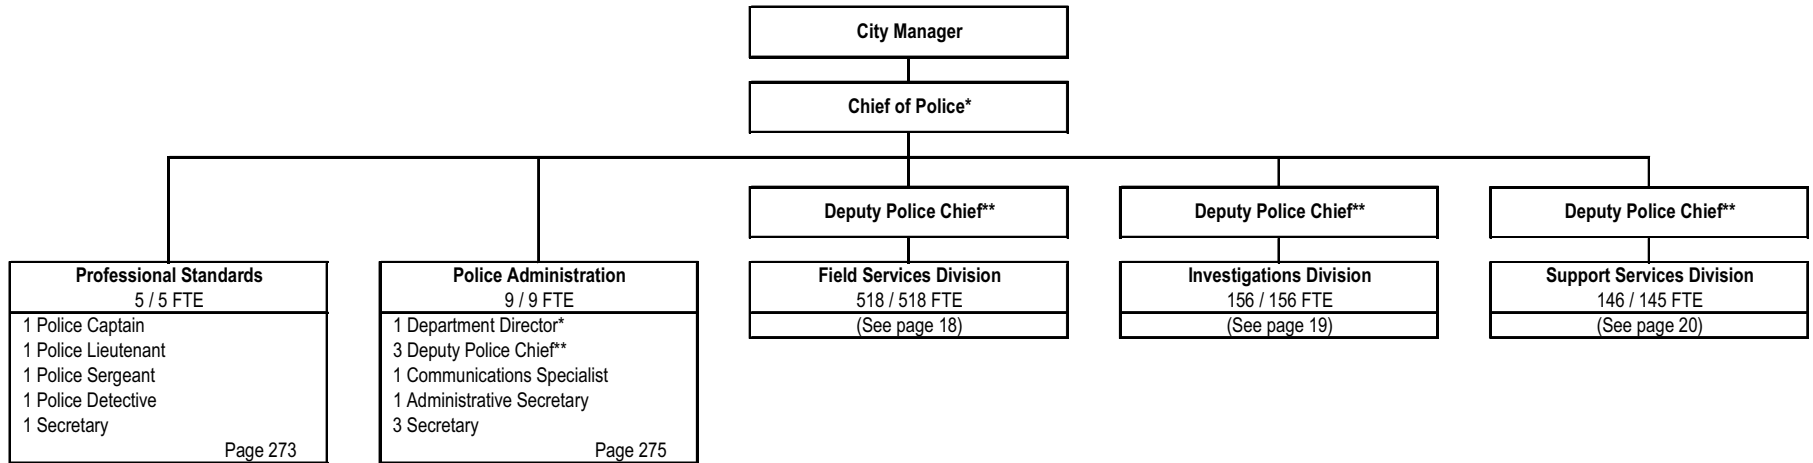 City Manager
Chief of Police*
Deputy Police Chief**
Deputy Police Chief**
Deputy Police Chief**
Professional Standards
5 / 5 FTE
1 Police Captain
1 Police Lieutenant
1 Police Sergeant
1 Police Detective
1 Secretary
Page 273
Police Administration
9 / 9 FTE
1 Department Director*
3 Deputy Police Chief**
1 Communications Specialist
1 Administrative Secretary
3 Secretary
Page 275
Field Services Division
518 / 518 FTE
(See page 18)
Investigations Division
156 / 156 FTE
(See page 19)
Support Services Division
146 / 145 FTE
(See page 20)